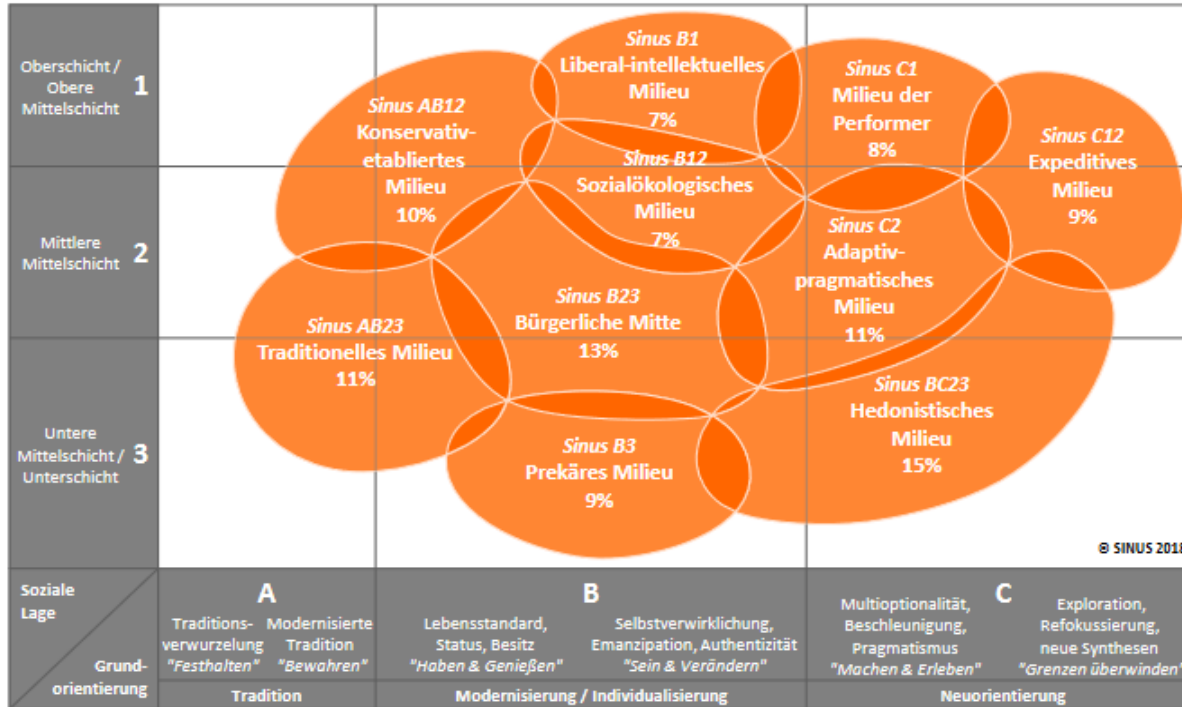 Oberschicht /
Obere
Mittelschicht
1
Mittlere
Mittelschicht
2
Untere
Mittelschicht /
Unterschicht
3
Sinus B1
Liberal-intellektuelles
Milieu
7%
Sinus C1
Milieu der
Performer
8%
Sinus AB12
Konservativ-
etabliertes
Milieu
10%
Sinus C12
Expeditives
Milieu
9%
Sinus B12
Sozialökologisches
Milieu
7%
Sinus C2
Adaptiv-
pragmatisches
Milieu
11%
Sinus B23
Bürgerliche Mitte
13%
Sinus AB23
Traditionelles Milieu
11%
Sinus BC23
Hedonistisches
Milieu
15%
Sinus B3
Prekäres Milieu
9%
© SINUS 2018
Soziale
Lage
Grund-
orientierung
A
Traditions-
verwurzelung
"Festhalten"
Modernisierte
Tradition
"Bewahren"
Tradition
B
Lebensstandard,
Status, Besitz
"Haben & Genießen"
Selbstverwirklichung,
Emanzipation, Authentizität
"Sein & Verändern"
Modernisierung / Individualisierung
C
Multioptionalität,
Beschleunigung,
Pragmatismus
"Machen & Erleben"
Exploration,
Refokussierung,
neue Synthesen
"Grenzen überwinden"
Neuorientierung